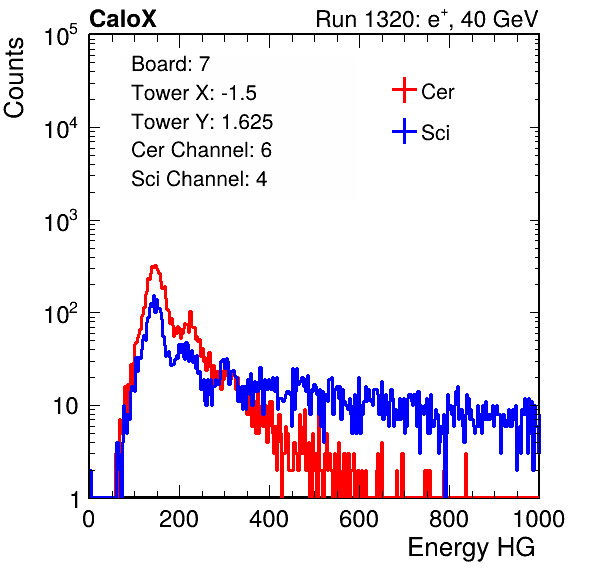 CaloX Run 1320: e⁺, 40 GeV
Counts
Board: 7
Tower X: -1.5
Tower Y: 1.625
Cer Channel: 6
Sci Channel: 4
Cer
Sci
10⁵
10⁴
10³
10²
10
1
0 200 400 600 800 1000
Energy HG